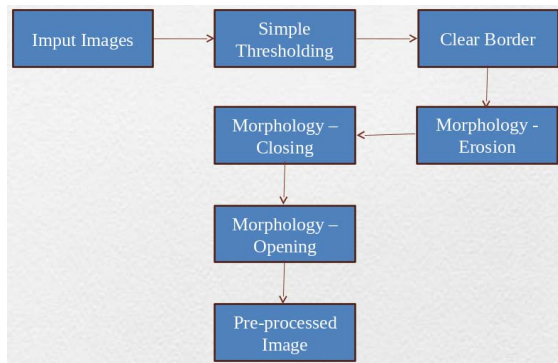 Imput Images
Simple
Thresholding
Clear Border
Morphology -
Erosion
Morphology –
Closing
Morphology –
Opening
Pre-processed
Image